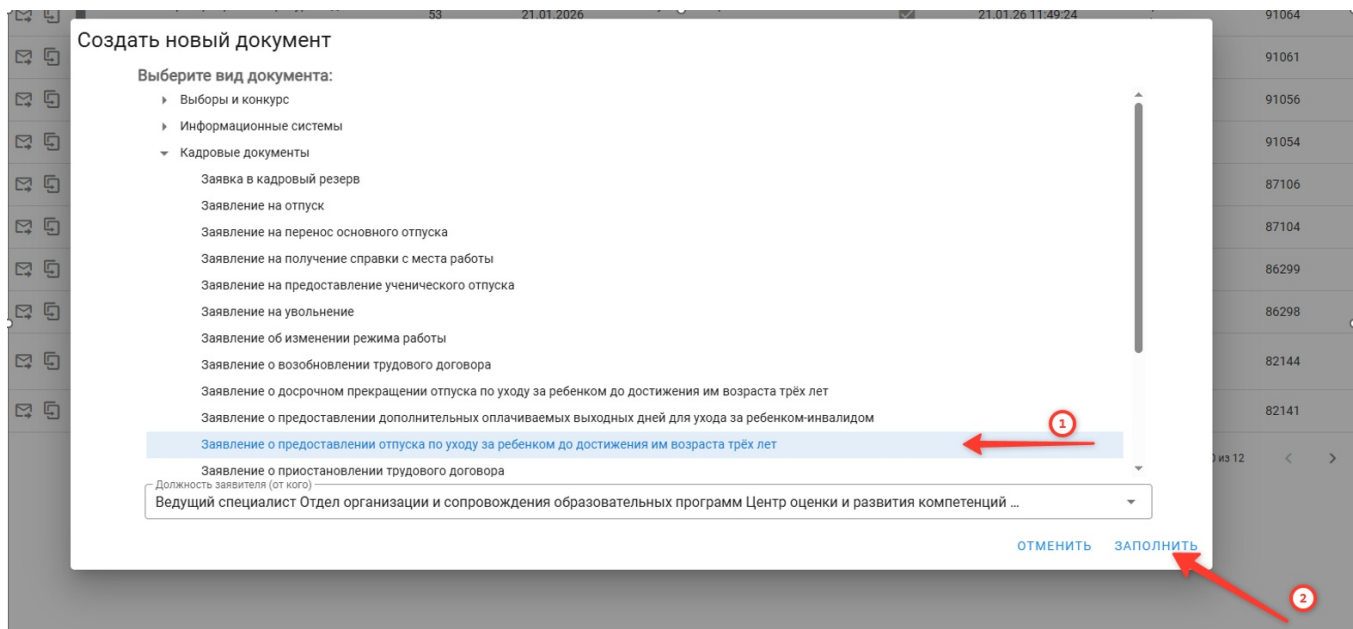 53 21.01.2026 21.01.26 11:49:24 91064
Создать новый документ
91061
Выберите вид документа:
Выборы и конкурс
91056
Информационные системы
91054
Кадровые документы
Заявка в кадровый резерв
87106
Заявление на отпуск
Заявление на перенос основного отпуска
87104
Заявление на получение справки с места работы
86299
Заявление на предоставление ученического отпуска
Заявление на увольнение
86298
Заявление об изменении режима работы
Заявление о возобновлении трудового договора
82144
Заявление о досрочном прекращении отпуска по уходу за ребенком до достижения им возраста трёх лет
Заявление о предоставлении дополнительных оплачиваемых выходных дней для ухода за ребенком-инвалидом
82141
1
Заявление о предоставлении отпуска по уходу за ребенком до достижения им возраста трёх лет
из 12
Заявление о приостановлении трудового договора
Должность заявителя (от кого)
Ведущий специалист Отдел организации и сопровождения образовательных программ Центр оценки и развития компетенций ...
ОТМЕНИТЬ ЗАПОЛНИТЬ
2